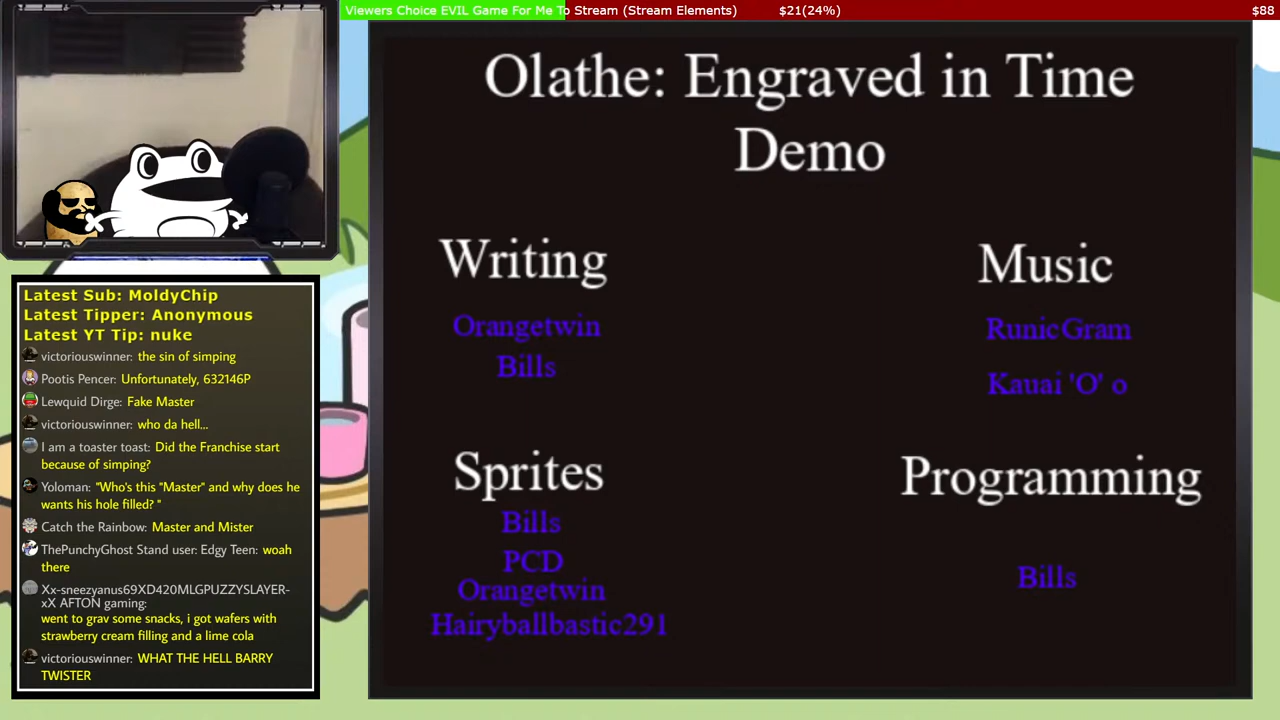 Viewers Choice EVIL Game For Me To Stream (Stream Elements) $21(24%) $88
Latest Sub: MoldyChip
Latest Tipper: Anonymous
Latest YT Tip: nuke
victoriouswinner: the sin of simping
Pootis Pencer: Unfortunately, 632146P
Lewquid Dirge: Fake Master
victoriouswinner: who da hell...
I am a toaster toast: Did the Franchise start
because of simping?
Yoloman: "Who's this "Master" and why does he
wants his hole filled? "
Catch the Rainbow: Master and Mister
ThePunchyGhost Stand user: Edgy Teen: woah
there
Xx-sneezyanus69XD420MLGPUZZYSLAYER-
xX AFTON gaming:
went to grav some snacks, i got wafers with
strawberry cream filling and a lime cola
victoriouswinner: WHAT THE HELL BARRY
TWISTER
Olathe: Engraved in Time
Demo
Writing
Orangetwin
Bills
Music
RunicGram
Kauai 'O' o
Sprites
Bills
PCD
Orangetwin
Hairyballbastic291
Programming
Bills